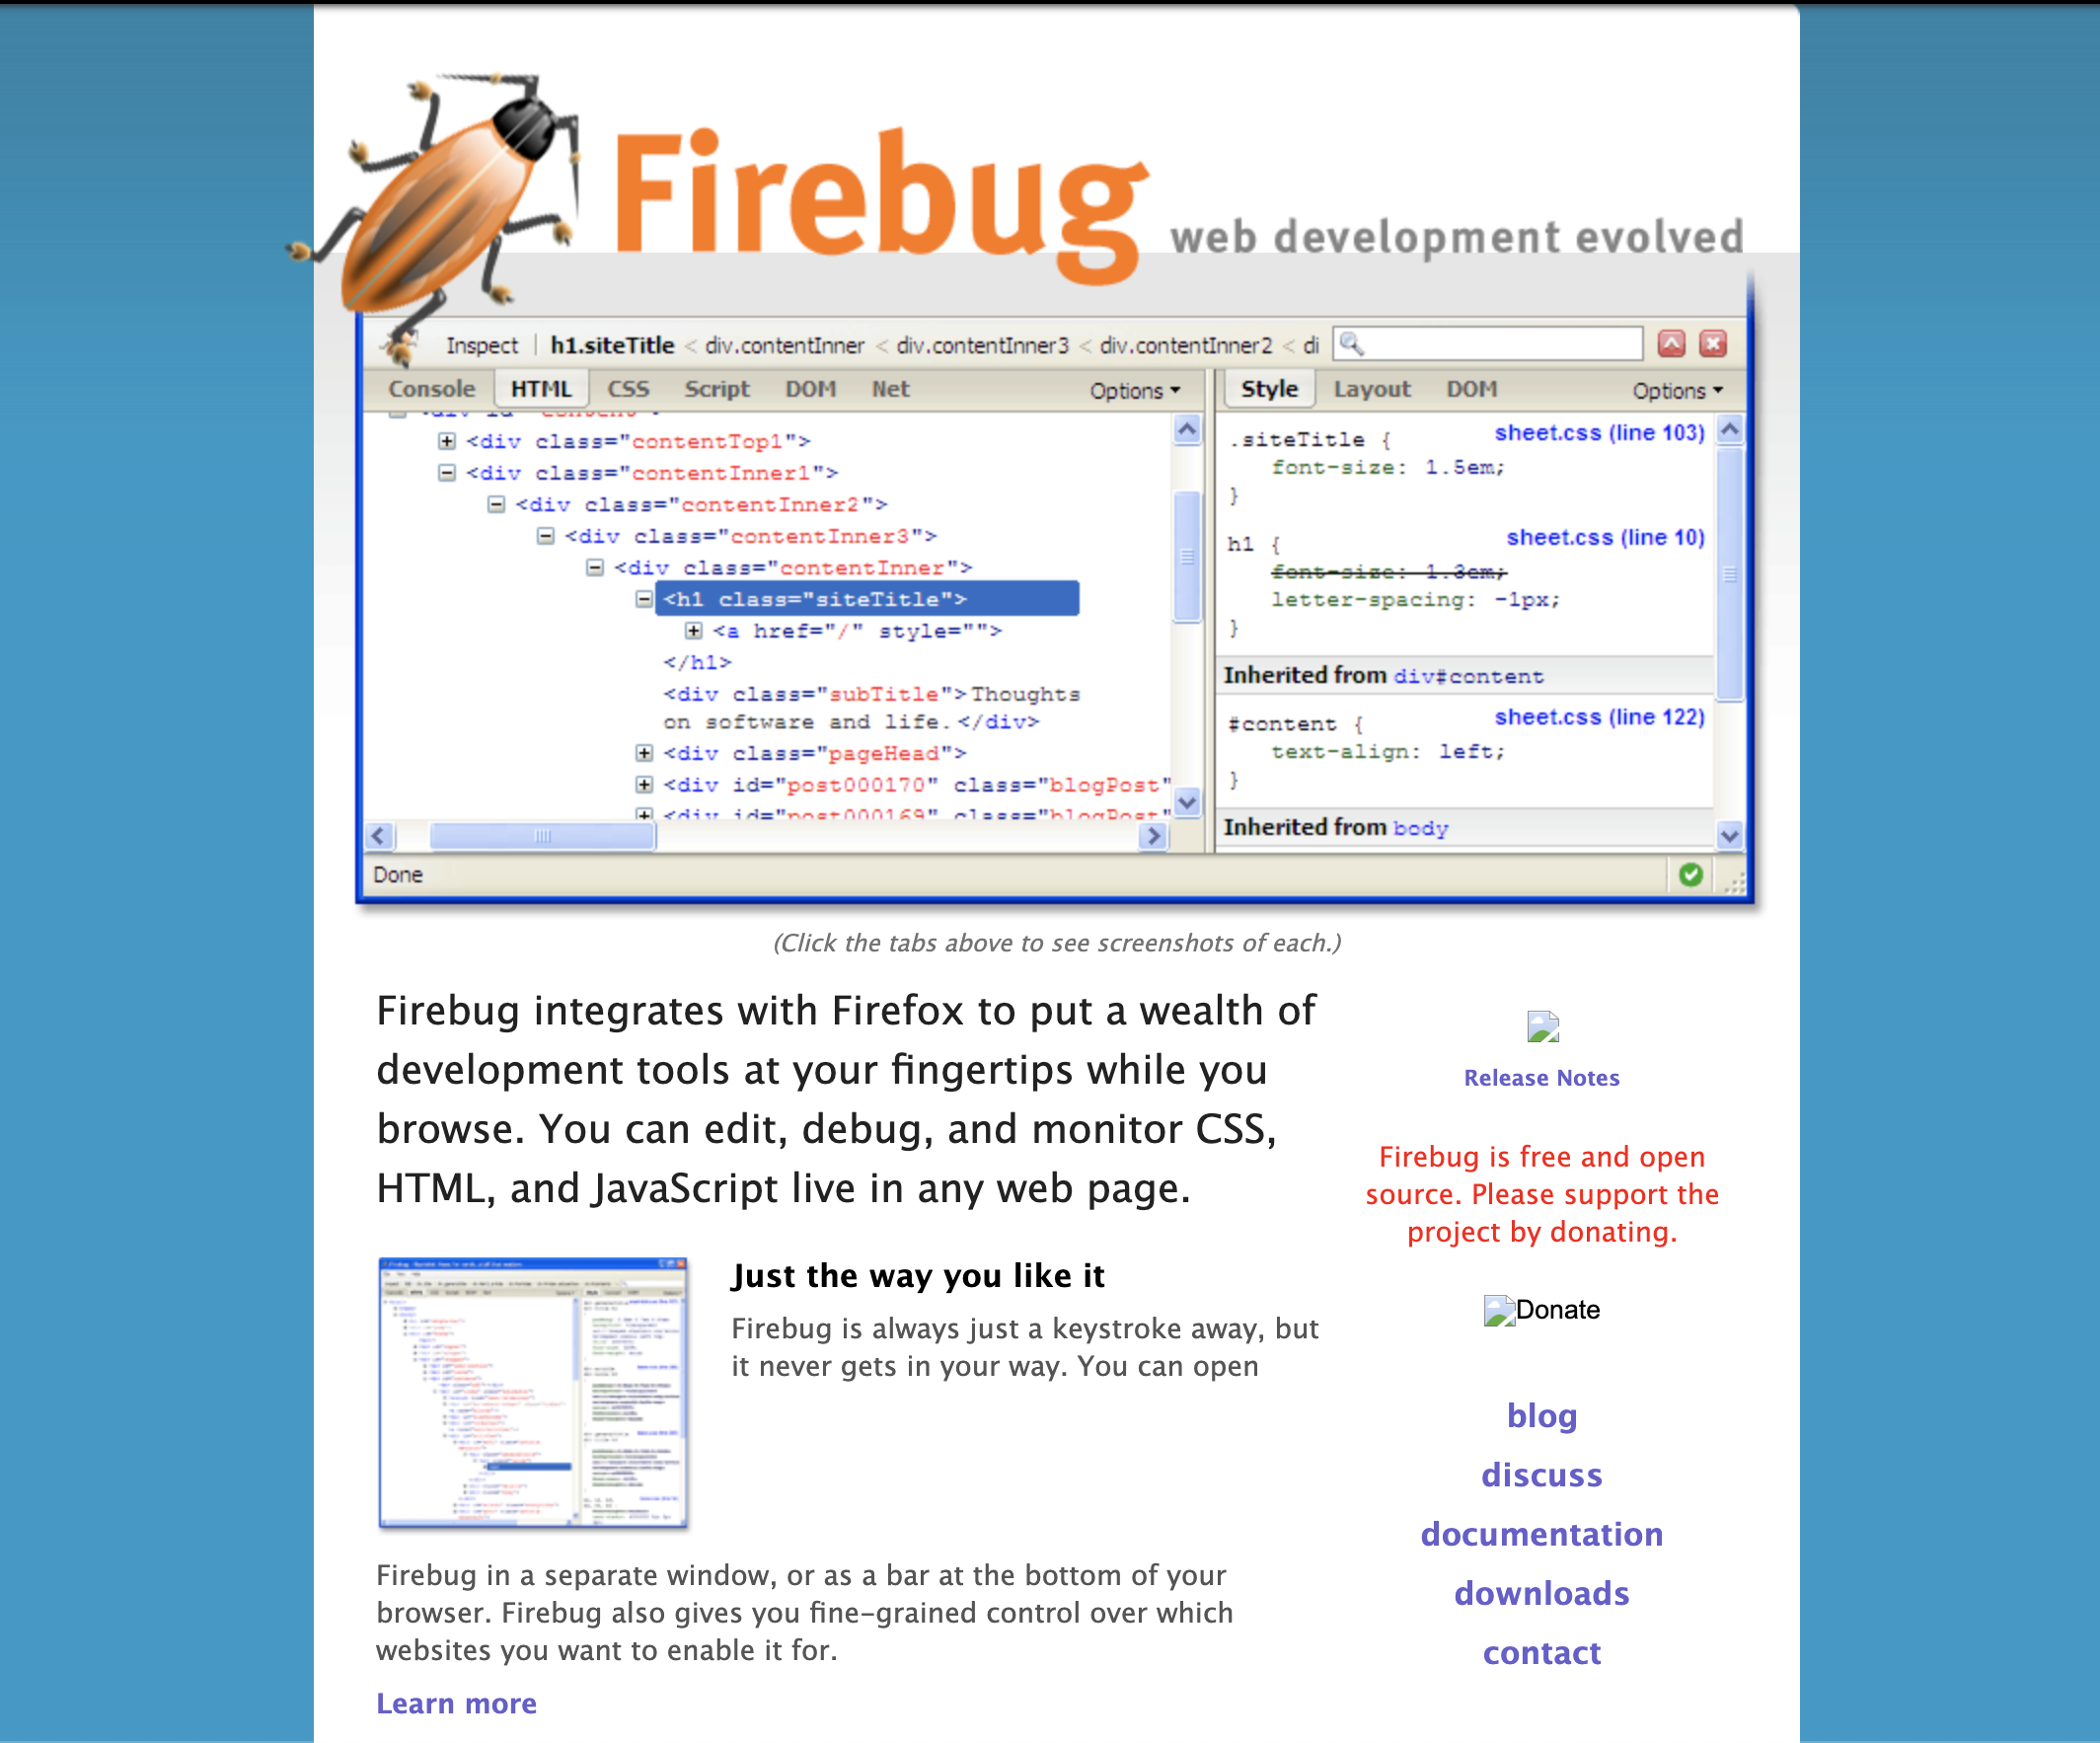 Firebug
web development evolved
Inspect | h1.siteTitle < div.contentInner < div.contentInner3 < div.contentInner2 < di
Console HTML CSS Script DOM Net Options
<div class="contentTop1">
<div class="contentInner1">
<div class="contentInner2">
<div class="contentInner3">
<div class="contentInner">
<h1 class="siteTitle">
<a href="/" style="">
</h1>
<div class="subTitle">Thoughts
on software and life.</div>
<div class="pageHead">
<div id="post000170" class="blogPost"
<div id="post000169" class="blogPost"
Style Layout DOM Options
.siteTitle { sheet.css (line 103)
font-size: 1.5em;
}
h1 { sheet.css (line 10)
font-size: 1.3em;
letter-spacing: -1px;
}
Inherited from div#content
#content { sheet.css (line 122)
text-align: left;
}
Inherited from body
Done
(Click the tabs above to see screenshots of each.)
Firebug integrates with Firefox to put a wealth of
development tools at your fingertips while you
browse. You can edit, debug, and monitor CSS,
HTML, and JavaScript live in any web page.
Just the way you like it
Firebug is always just a keystroke away, but
it never gets in your way. You can open
Firebug in a separate window, or as a bar at the bottom of your
browser. Firebug also gives you fine-grained control over which
websites you want to enable it for.
Learn more
Release Notes
Firebug is free and open
source. Please support the
project by donating.
Donate
blog
discuss
documentation
downloads
contact